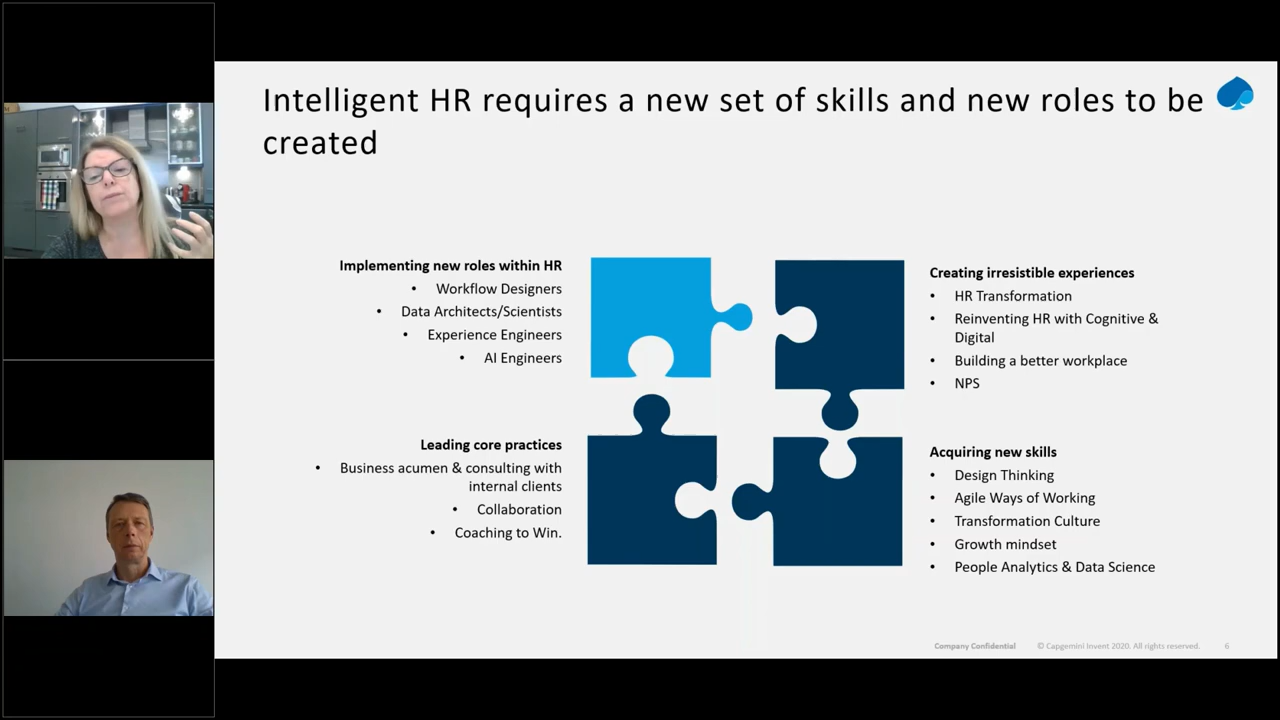 Intelligent HR requires a new set of skills and new roles to be
created
Implementing new roles within HR
• Workflow Designers
• Data Architects/Scientists
• Experience Engineers
• AI Engineers
Creating irresistible experiences
• HR Transformation
• Reinventing HR with Cognitive &
Digital
• Building a better workplace
• NPS
Leading core practices
• Business acumen & consulting with
internal clients
• Collaboration
• Coaching to Win.
Acquiring new skills
• Design Thinking
• Agile Ways of Working
• Transformation Culture
• Growth mindset
• People Analytics & Data Science
Company Confidential © Capgemini Invent 2020. All rights reserved. 6